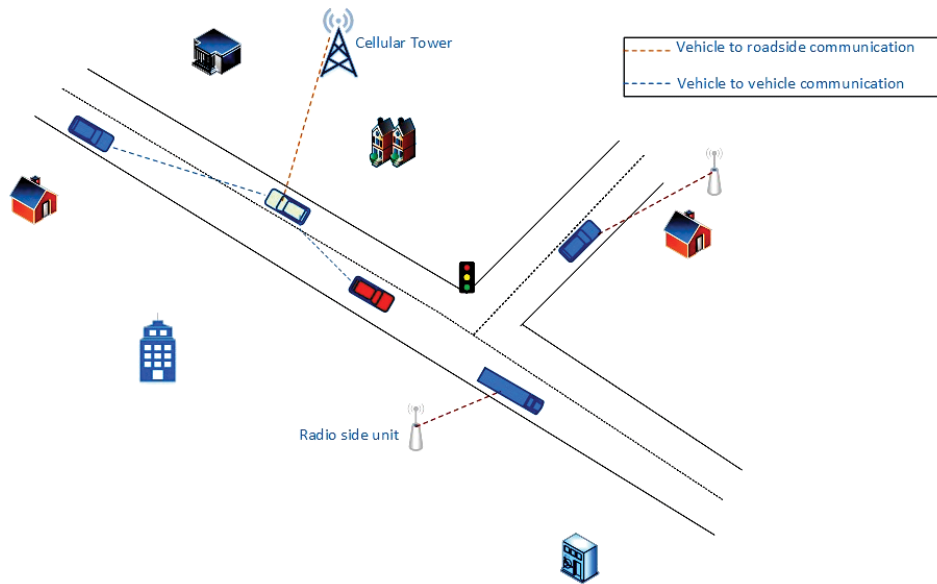 Cellular Tower
Vehicle to roadside communication
Vehicle to vehicle communication
Radio side unit